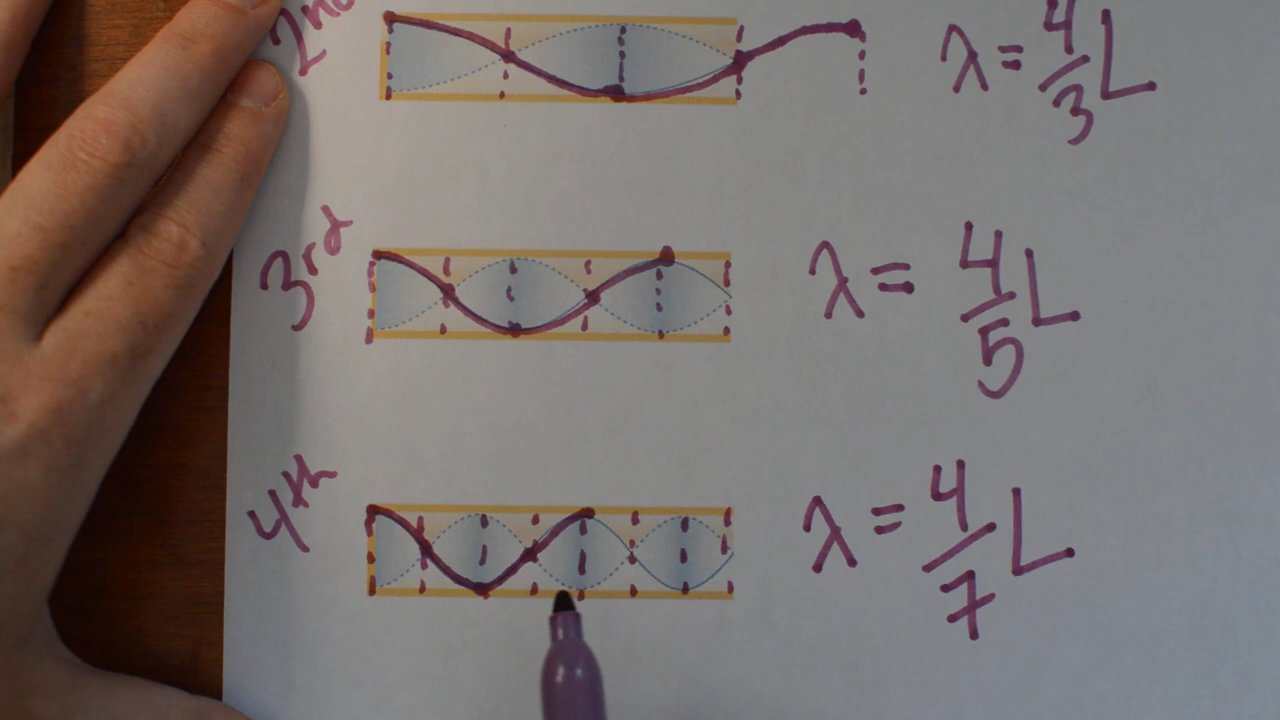 2nd λ = 4/3 L
3rd λ = 4/5 L
4th λ = 4/7 L